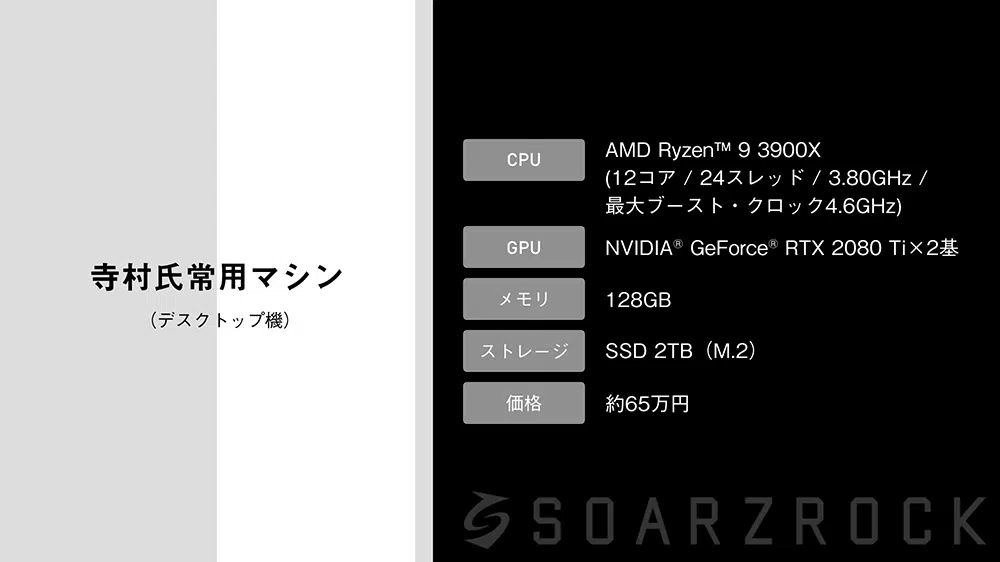 寺村氏常用マシン
（デスクトップ機）
CPU
AMD Ryzen™ 9 3900X
(12コア / 24スレッド / 3.80GHz /
最大ブースト・クロック4.6GHz)
GPU
NVIDIA® GeForce® RTX 2080 Ti×2基
メモリ
128GB
ストレージ
SSD 2TB（M.2）
価格
約65万円
SOARZROCK